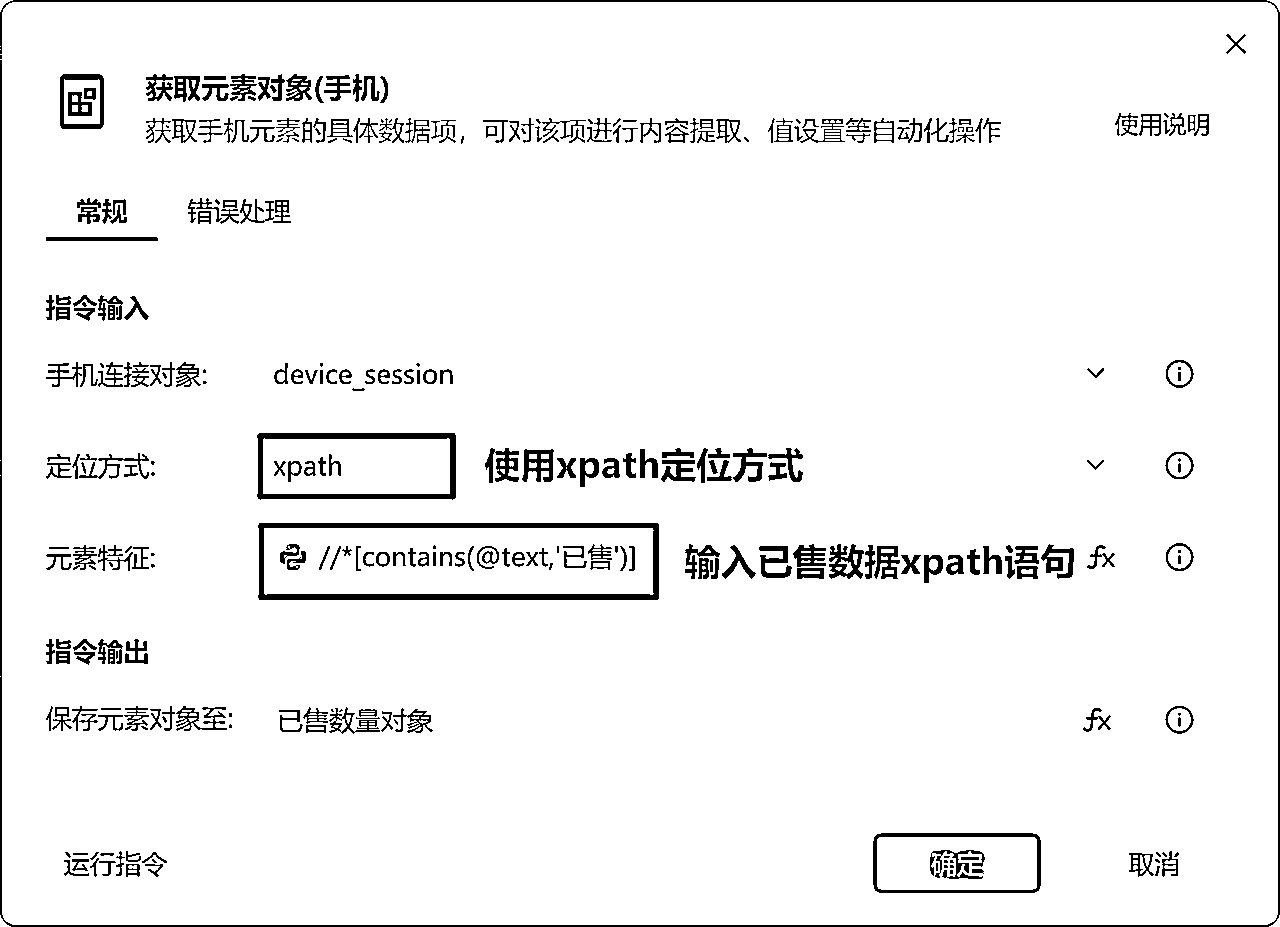 获取元素对象(手机)
获取手机元素的具体数据项，可对该项进行内容提取、值设置等自动化操作
使用说明
常规 错误处理
指令输入
手机连接对象: device_session
定位方式: xpath 使用xpath定位方式
元素特征: //*[contains(@text,'已售')] 输入已售数据xpath语句 fx
指令输出
保存元素对象至: 已售数量对象 fx
运行指令 确定 取消